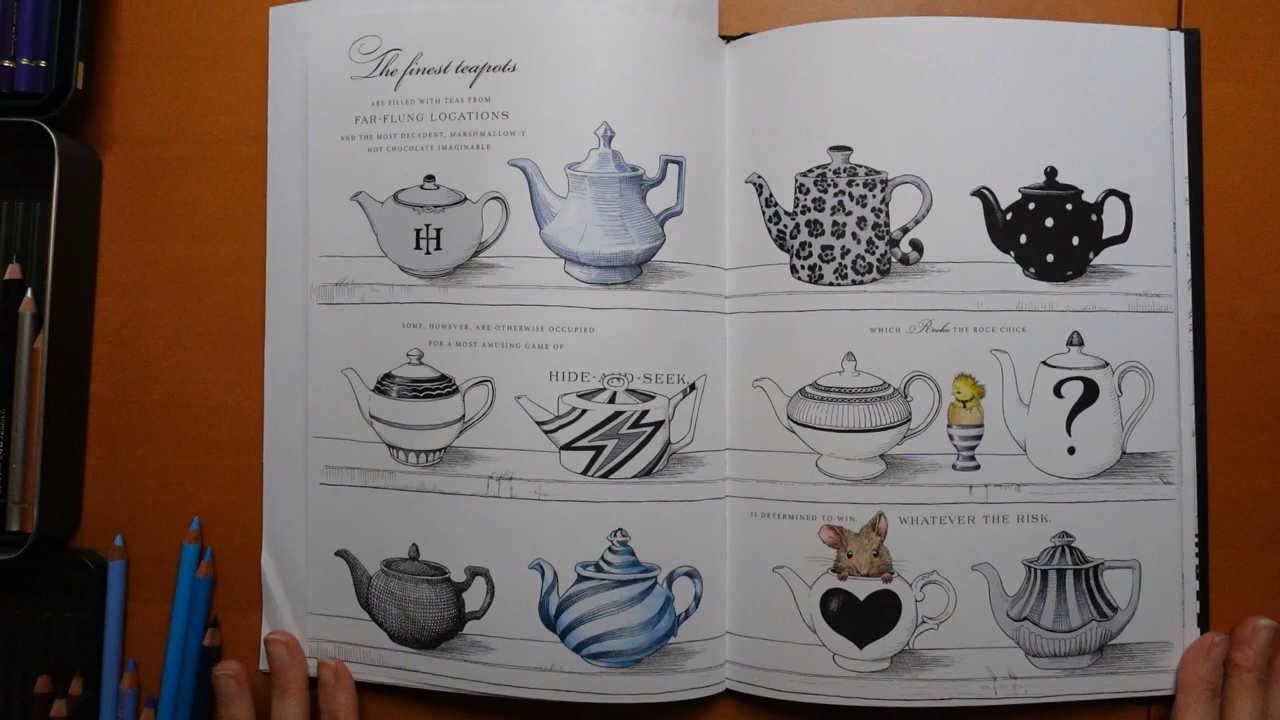 The finest teapots
ARE FILLED WITH TEAS FROM
FAR-FLUNG LOCATIONS
AND THE MOST DECADENT, MARSHMALLOW-Y
HOT CHOCOLATE IMAGINABLE.
H
SOME, HOWEVER, ARE OTHERWISE OCCUPIED
FOR A MOST AMUSING GAME OF
HIDE-AND-SEEK,
WHICH Rocko THE ROCK CHICK
?
IS DETERMINED TO WIN, WHATEVER THE RISK.